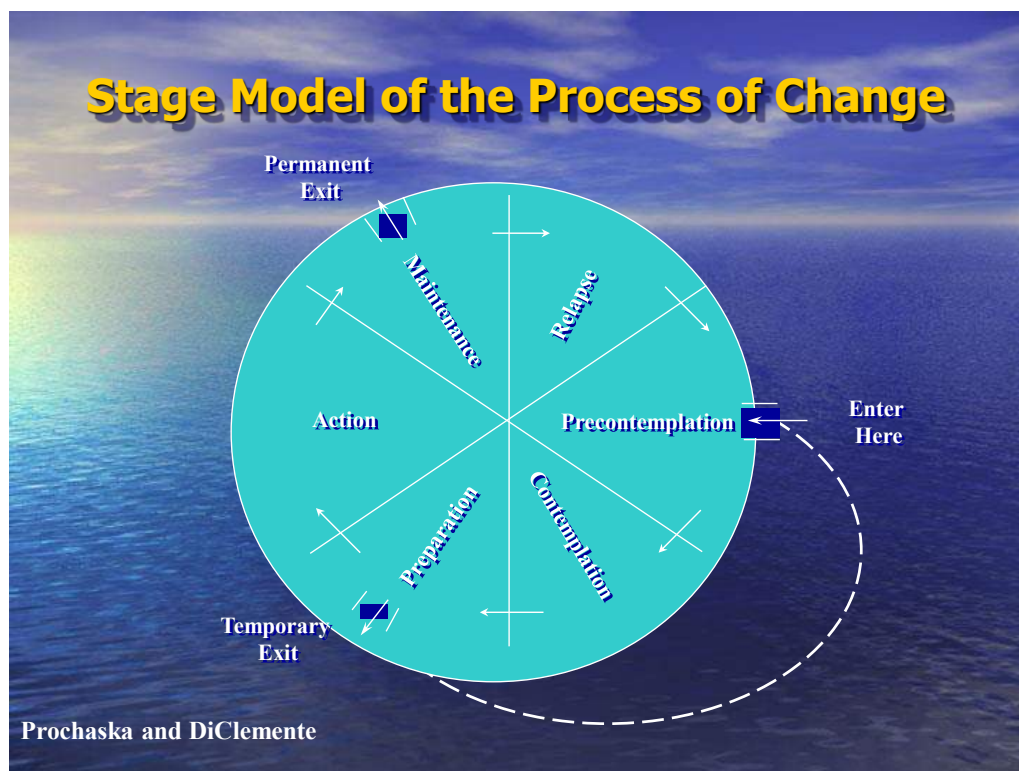 Stage Model of the Process of Change
Permanent
Exit
Maintenance
Relapse
Action
Precontemplation
Enter
Here
Preparation
Contemplation
Temporary
Exit
Prochaska and DiClemente